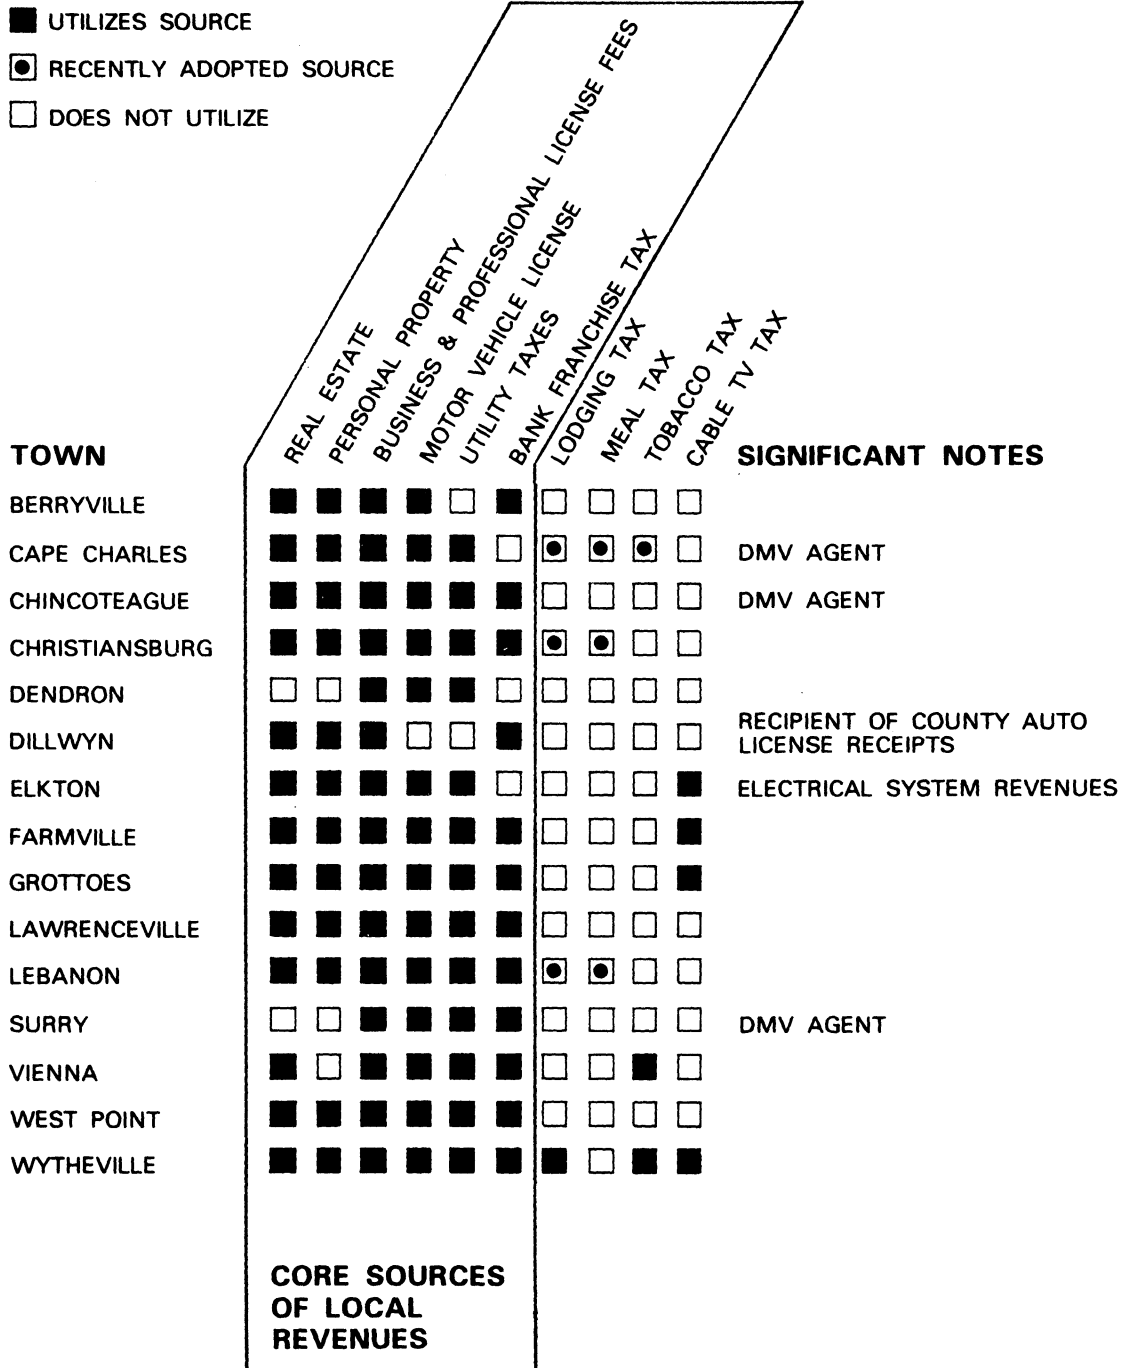 UTILIZES SOURCE
RECENTLY ADOPTED SOURCE
DOES NOT UTILIZE
REAL ESTATE
PERSONAL PROPERTY
BUSINESS & PROFESSIONAL LICENSE FEES
MOTOR VEHICLE LICENSE
UTILITY TAXES
BANK FRANCHISE TAX
LODGING TAX
MEAL TAX
TOBACCO TAX
CABLE TV TAX
TOWN
SIGNIFICANT NOTES
BERRYVILLE
CAPE CHARLES DMV AGENT
CHINCOTEAGUE DMV AGENT
CHRISTIANSBURG
DENDRON
DILLWYN RECIPIENT OF COUNTY AUTO
LICENSE RECEIPTS
ELKTON ELECTRICAL SYSTEM REVENUES
FARMVILLE
GROTTOES
LAWRENCEVILLE
LEBANON
SURRY DMV AGENT
VIENNA
WEST POINT
WYTHEVILLE
CORE SOURCES
OF LOCAL
REVENUES